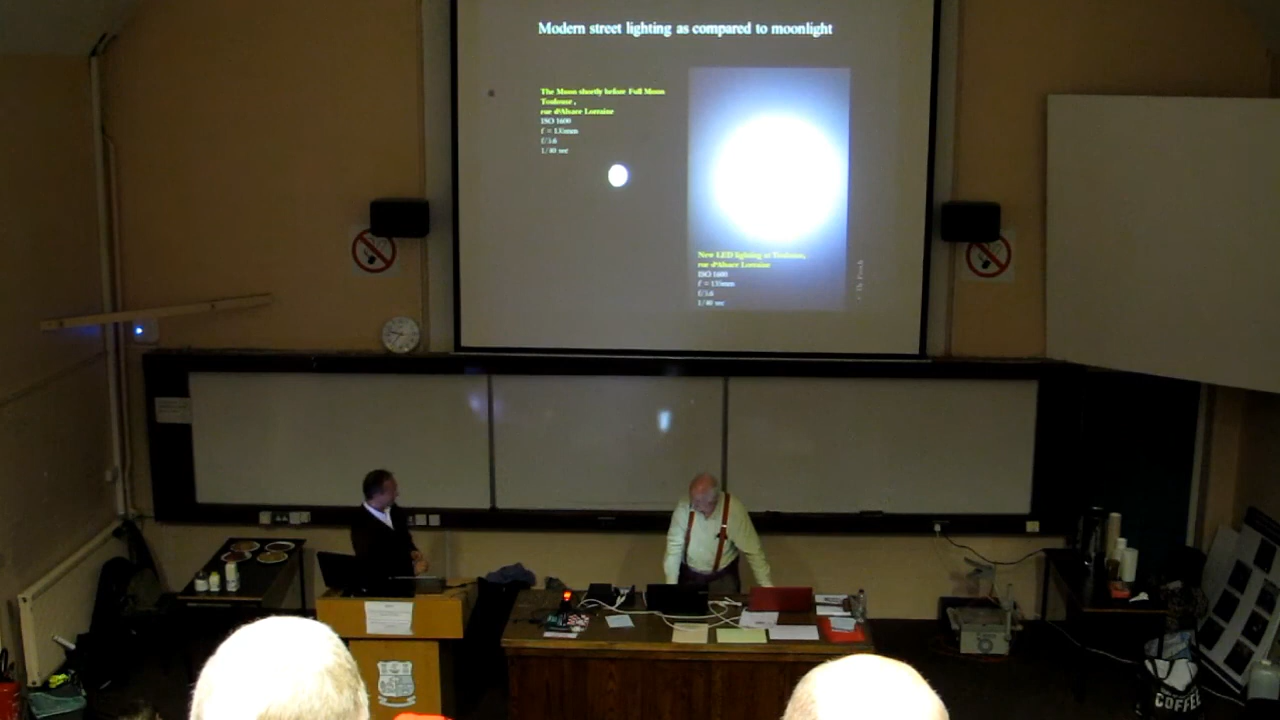 Modern street lighting as compared to moonlight
The Moon shortly before Full Moon
Toulouse,
rue d'Alsace Lorraine
ISO 1600
f = 135mm
f/5.6
1/40 sec
New LED lighting at Toulouse,
rue d'Alsace Lorraine
ISO 1600
f = 135mm
f/5.6
1/40 sec
COFFEE